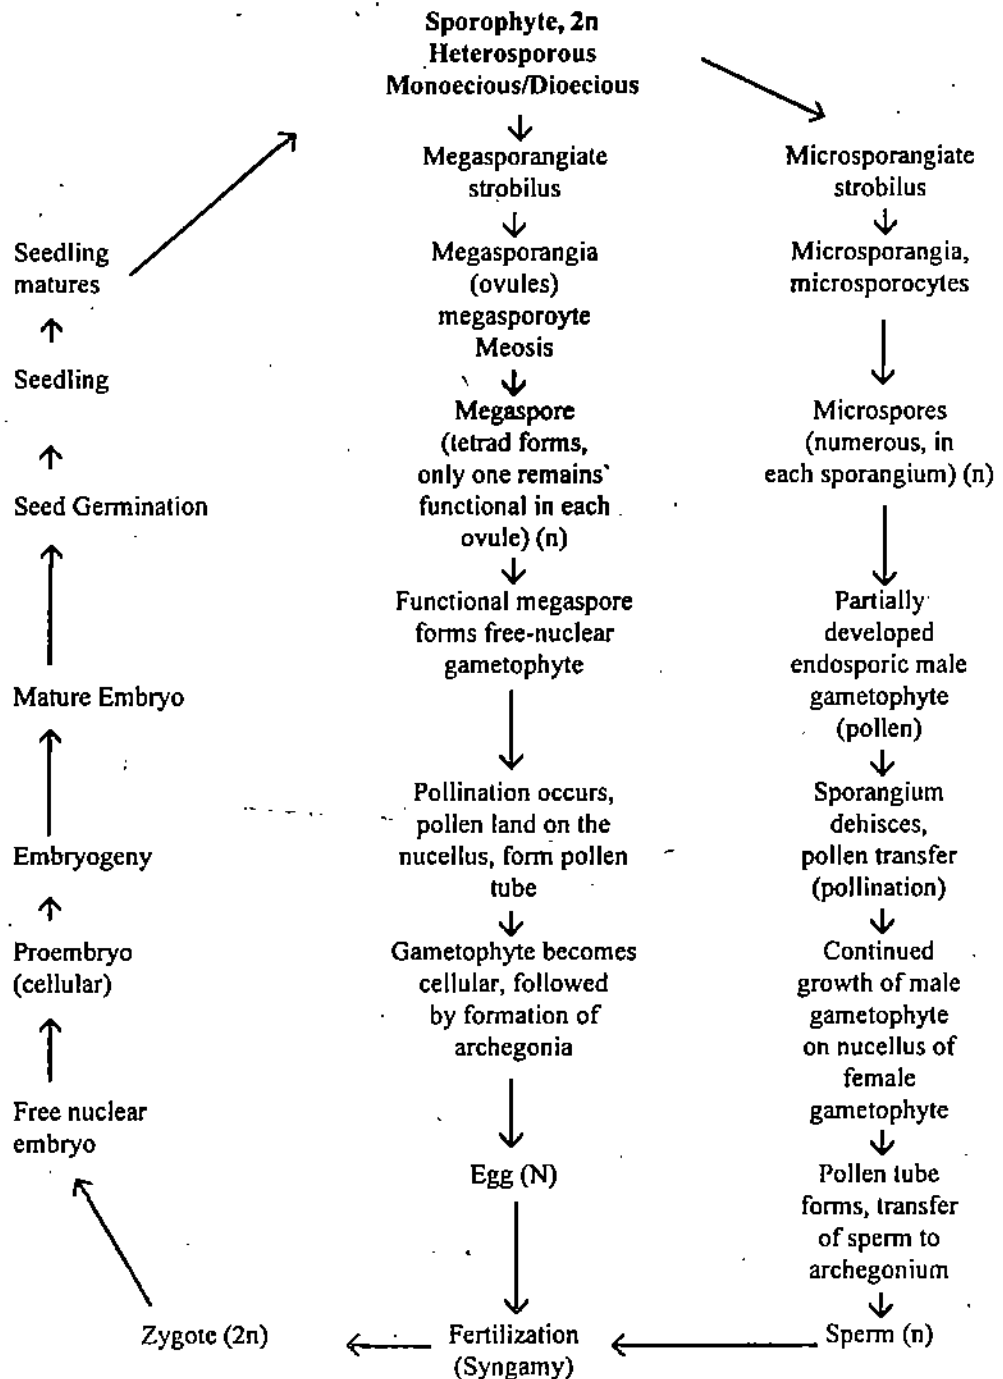 Sporophyte, 2n
Heterosporous
Monoecious/Dioecious
Megasporangiate
strobilus
Megasporangia
(ovules)
megasporoyte
Meosis
Megaspore
(tetrad forms,
only one remains
functional in each
ovule) (n)
Functional megaspore
forms free-nuclear
gametophyte
Pollination occurs,
pollen land on the
nucellus, form pollen
tube
Gametophyte becomes
cellular, followed
by formation of
archegonia
Egg (N)
Fertilization
(Syngamy)
Microsporangiate
strobilus
Microsporangia,
microsporocytes
Microspores
(numerous, in
each sporangium) (n)
Partially
developed
endosporic male
gametophyte
(pollen)
Sporangium
dehisces,
pollen transfer
(pollination)
Continued
growth of male
gametophyte
on nucellus of
female
gametophyte
Pollen tube
forms, transfer
of sperm to
archegonium
Sperm (n)
Zygote (2n)
Free nuclear
embryo
Proembryo
(cellular)
Embryogeny
Mature Embryo
Seed Germination
Seedling
Seedling
matures